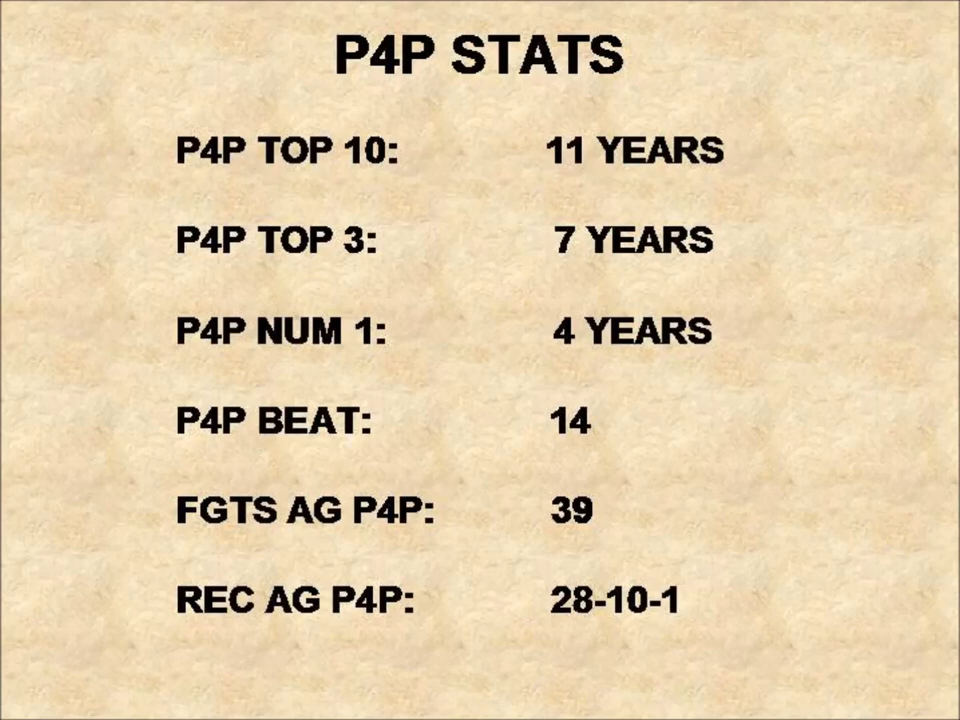 P4P STATS
P4P TOP 10: 11 YEARS
P4P TOP 3: 7 YEARS
P4P NUM 1: 4 YEARS
P4P BEAT: 14
FGTS AG P4P: 39
REC AG P4P: 28-10-1